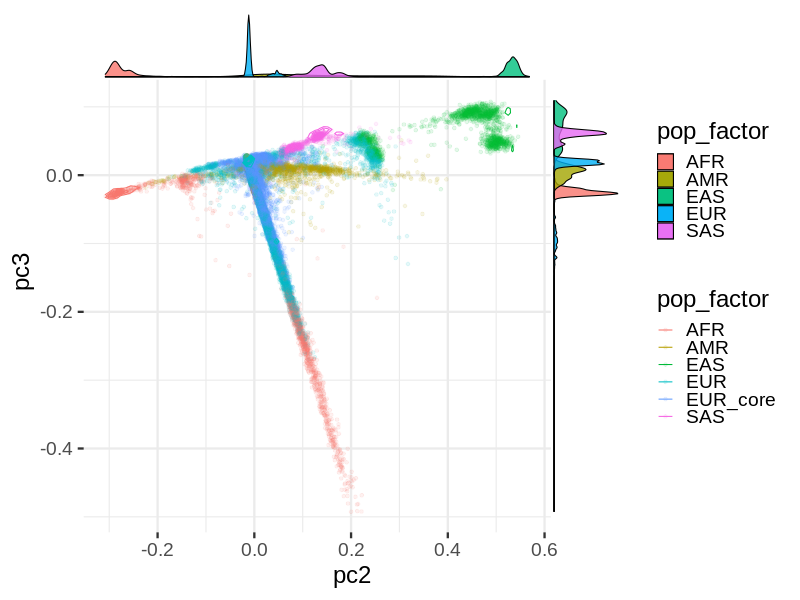 0.0
-0.2
-0.4
pc3
-0.2
0.0
0.2
0.4
0.6
pc2
pop_factor
AFR
AMR
EAS
EUR
SAS
pop_factor
AFR
AMR
EAS
EUR
EUR_core
SAS